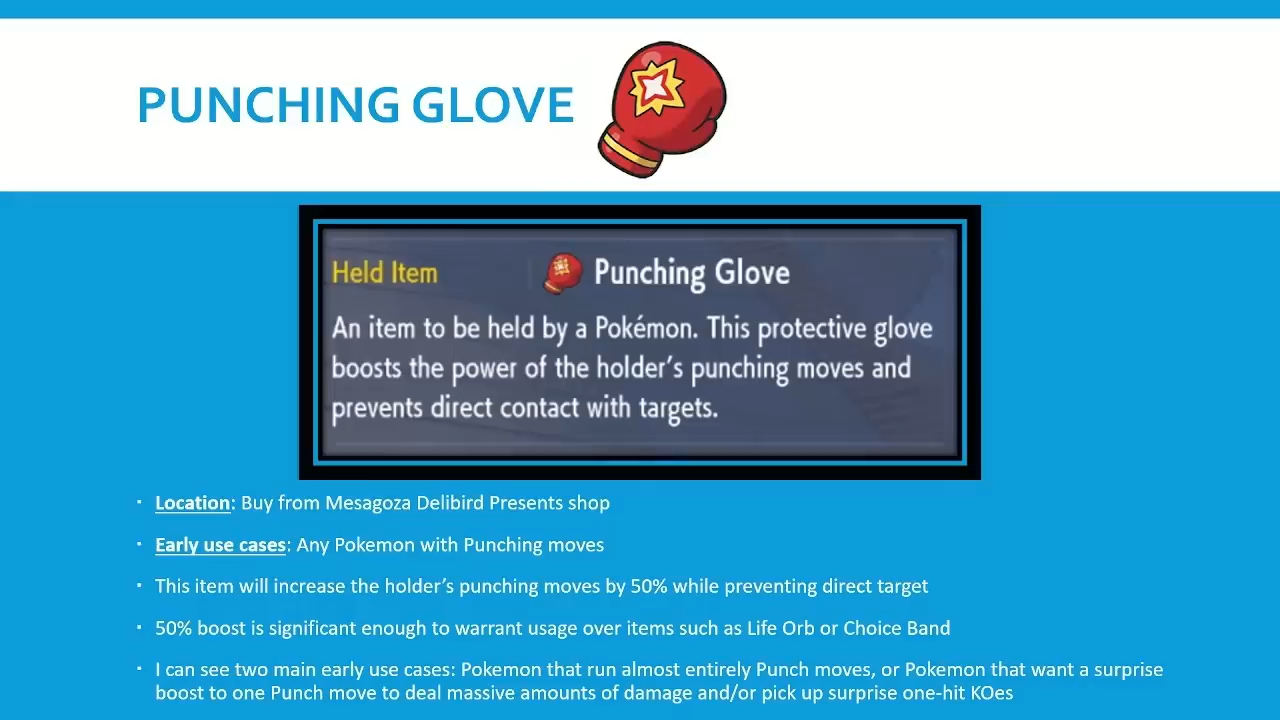 PUNCHING GLOVE
Held Item
Punching Glove
An item to be held by a Pokémon. This protective glove
boosts the power of the holder's punching moves and
prevents direct contact with targets.
· Location: Buy from Mesagoza Delibird Presents shop
· Early use cases: Any Pokemon with Punching moves
· This item will increase the holder's punching moves by 50% while preventing direct target
· 50% boost is significant enough to warrant usage over items such as Life Orb or Choice Band
· I can see two main early use cases: Pokemon that run almost entirely Punch moves, or Pokemon that want a surprise
boost to one Punch move to deal massive amounts of damage and/or pick up surprise one-hit KOes